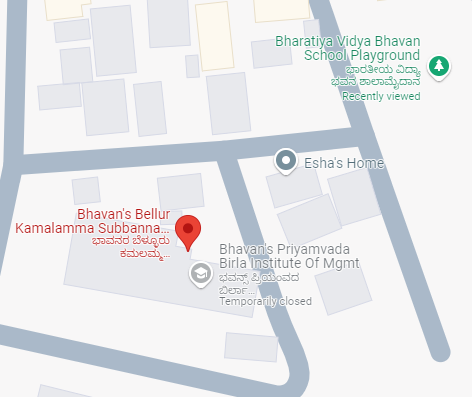 Bharatiya Vidya Bhavan
School Playground
ಭಾರತೀಯ ವಿದ್ಯಾ
ಭವನ ಶಾಲಾಮೈದಾನ
Recently viewed
Esha's Home
Bhavan's Bellur
Kamalamma Subbanna...
ಭಾವನರ ಬೆಳ್ಳೂರು
ಕಮಲಮ್ಮ...
Bhavan's Priyamvada
Birla Institute Of Mgmt
ಭವನ್ಸ್ ಪ್ರಿಯಂವದ
ಬಿರ್ಲಾ...
Temporarily closed